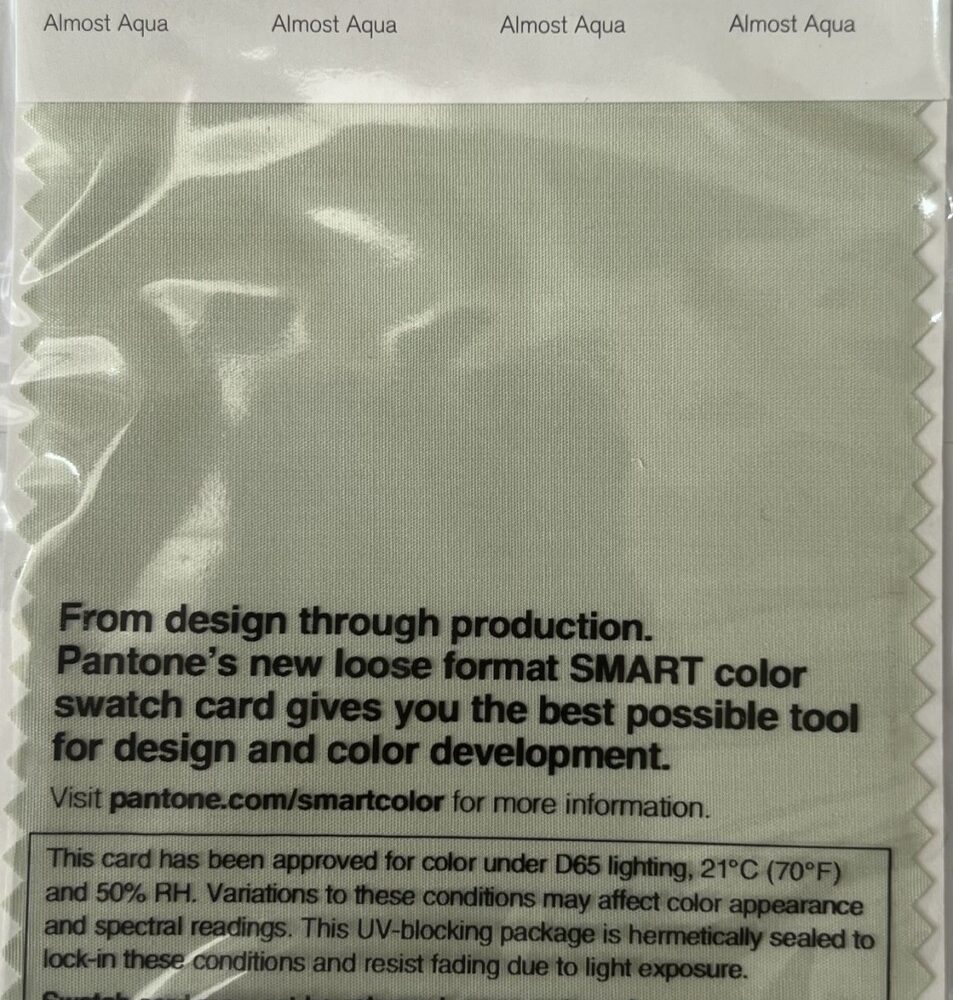 Almost Aqua Almost Aqua Almost Aqua Almost Aqua
From design through production.
Pantone's new loose format SMART color
swatch card gives you the best possible tool
for design and color development.
Visit pantone.com/smartcolor for more information.
This card has been approved for color under D65 lighting, 21°C (70°F)
and 50% RH. Variations to these conditions may affect color appearance
and spectral readings. This UV-blocking package is hermetically sealed to
lock-in these conditions and resist fading due to light exposure.